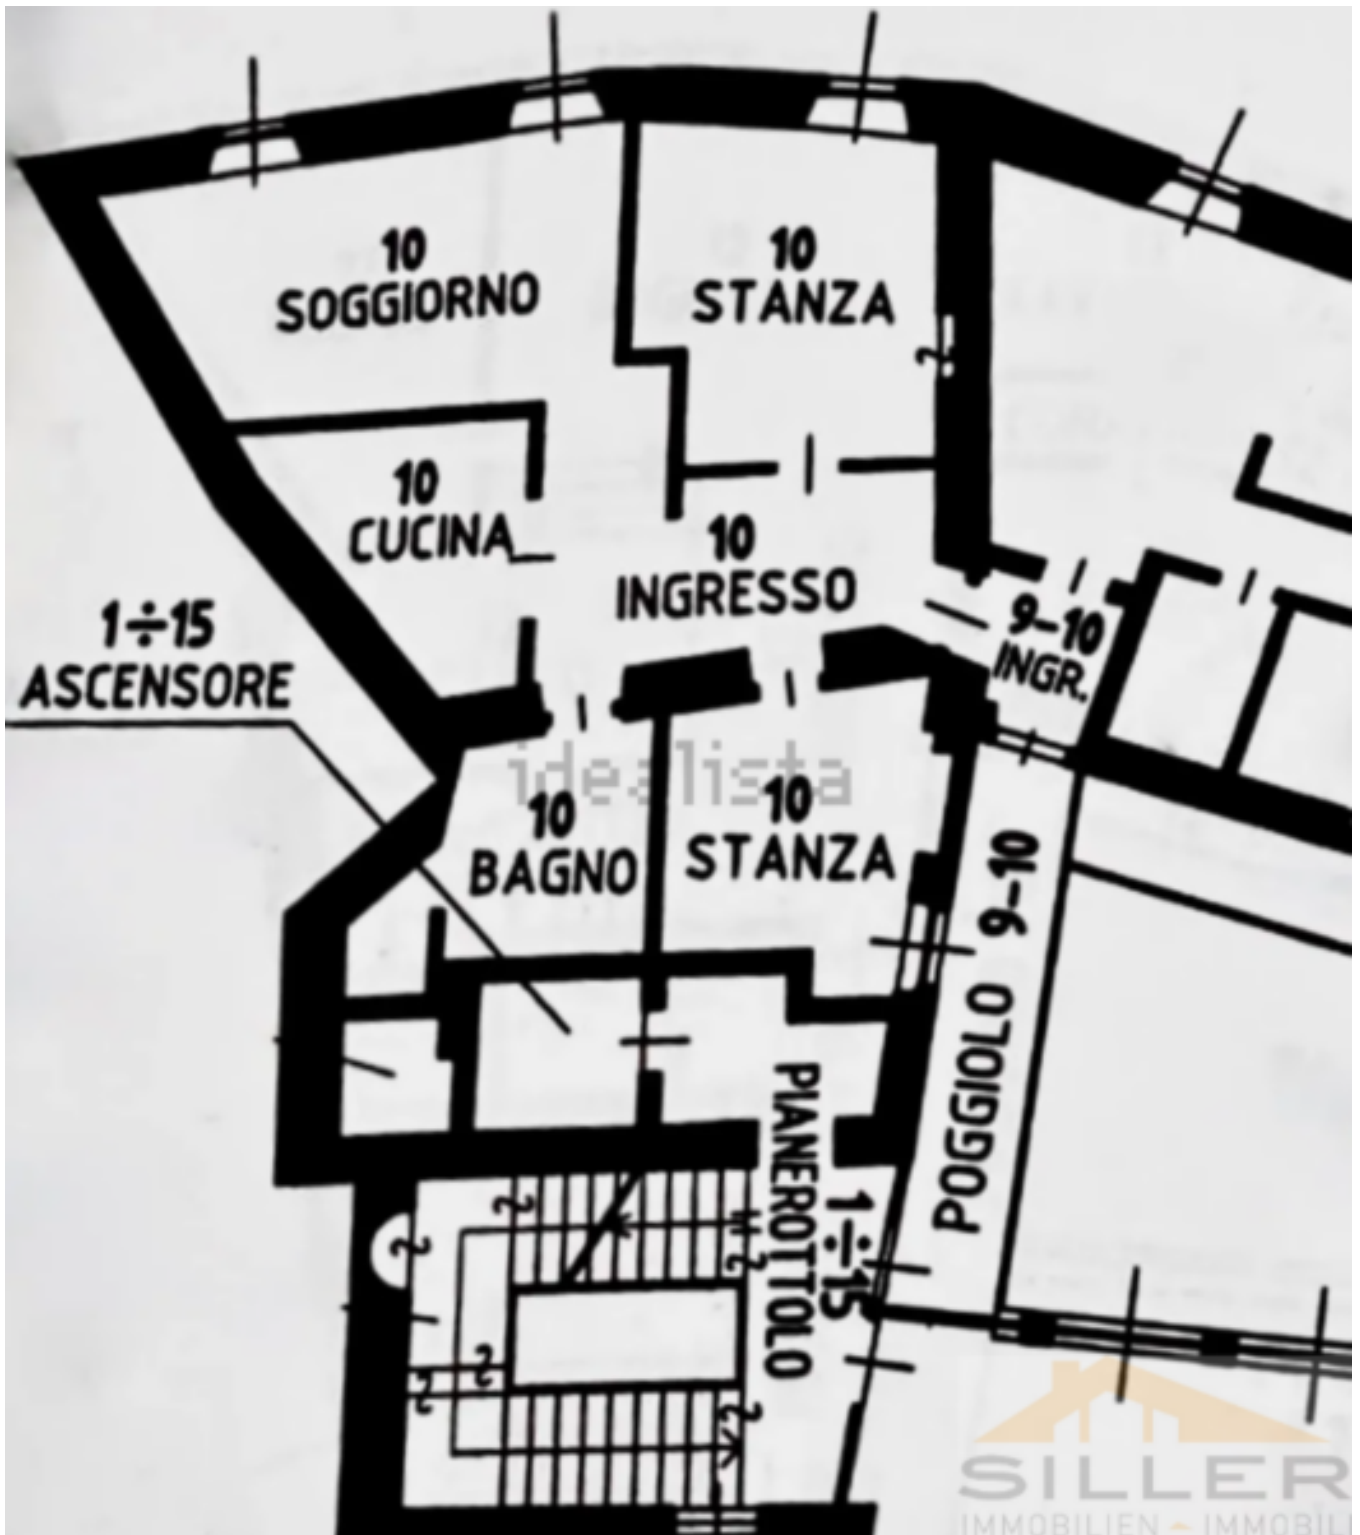 10
SOGGIORNO
10
STANZA
10
CUCINA
10
INGRESSO
1÷15
ASCENSORE
9-10
INGR.
idealista
10
BAGNO
10
STANZA
POGGIOLO 9-10
PIANEROTTOLO
1÷15
SILLER
IMMOBILIEN - IMMOBILI